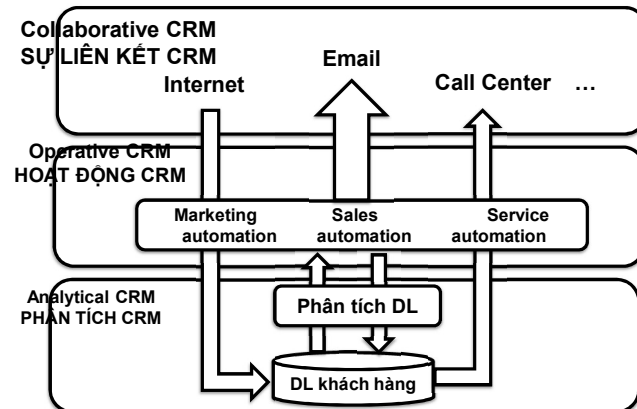 Collaborative CRM
SỰ LIÊN KẾT CRM
Internet
Email
Call Center …
Operative CRM
HOẠT ĐỘNG CRM
Marketing automation
Sales automation
Service automation
Analytical CRM
PHÂN TÍCH CRM
Phân tích DL
DL khách hàng